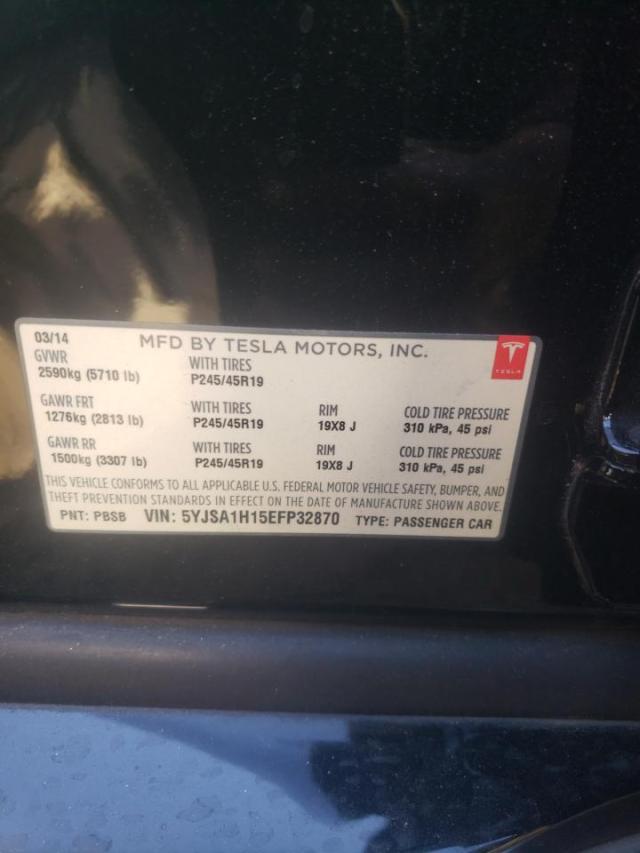 03/14 MFD BY TESLA MOTORS, INC.
GVWR WITH TIRES
2590kg (5710 lb) P245/45R19
TESLA
GAWR FRT WITH TIRES RIM COLD TIRE PRESSURE
1276kg (2813 lb) P245/45R19 19X8 J 310 kPa, 45 psi
GAWR RR WITH TIRES RIM COLD TIRE PRESSURE
1500kg (3307 lb) P245/45R19 19X8 J 310 kPa, 45 psi
THIS VEHICLE CONFORMS TO ALL APPLICABLE U.S. FEDERAL MOTOR VEHICLE SAFETY, BUMPER, AND
THEFT PREVENTION STANDARDS IN EFFECT ON THE DATE OF MANUFACTURE SHOWN ABOVE.
PNT: PBSB VIN: 5YJSA1H15EFP32870 TYPE: PASSENGER CAR